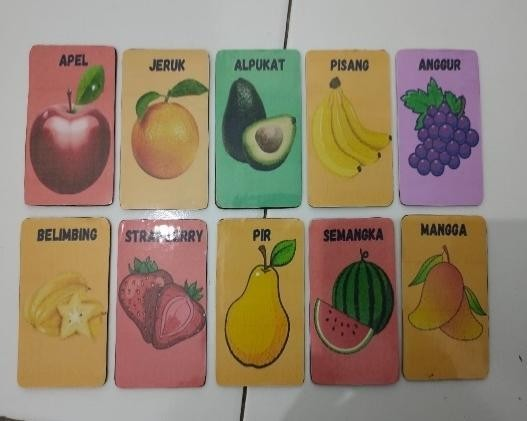 APEL
JERUK
ALPUKAT
PISANG
ANGGUR
BELIMBING
STRAWBERRY
PIR
SEMANGKA
MANGGA